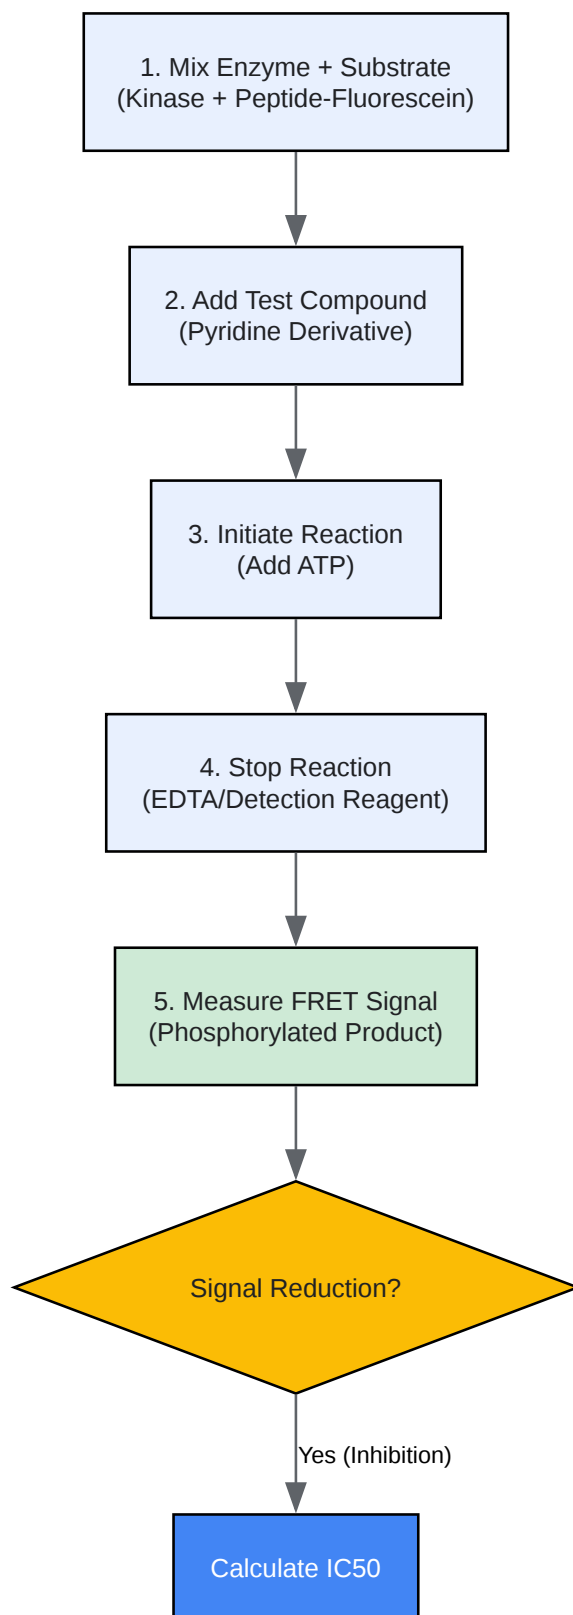 1. Mix Enzyme + Substrate
(Kinase + Peptide-Fluorescein)
2. Add Test Compound
(Pyridine Derivative)
3. Initiate Reaction
(Add ATP)
4. Stop Reaction
(EDTA/Detection Reagent)
5. Measure FRET Signal
(Phosphorylated Product)
Signal Reduction?
Yes (Inhibition)
Calculate IC50